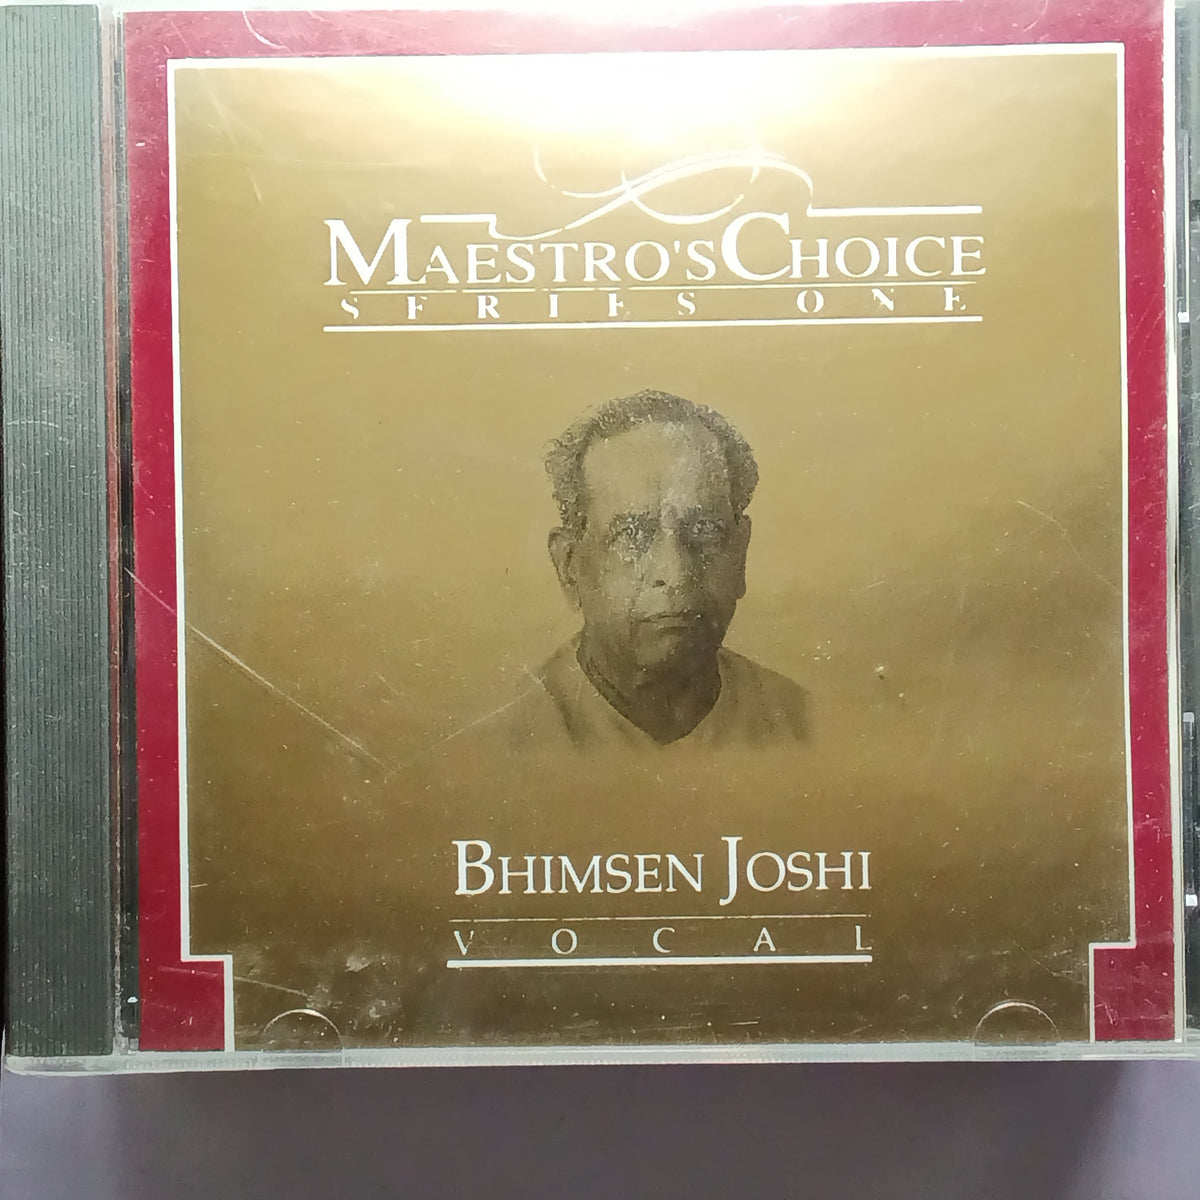 MAESTRO'S CHOICE
SERIES ONE
BHIMSEN JOSHI
VOCAL